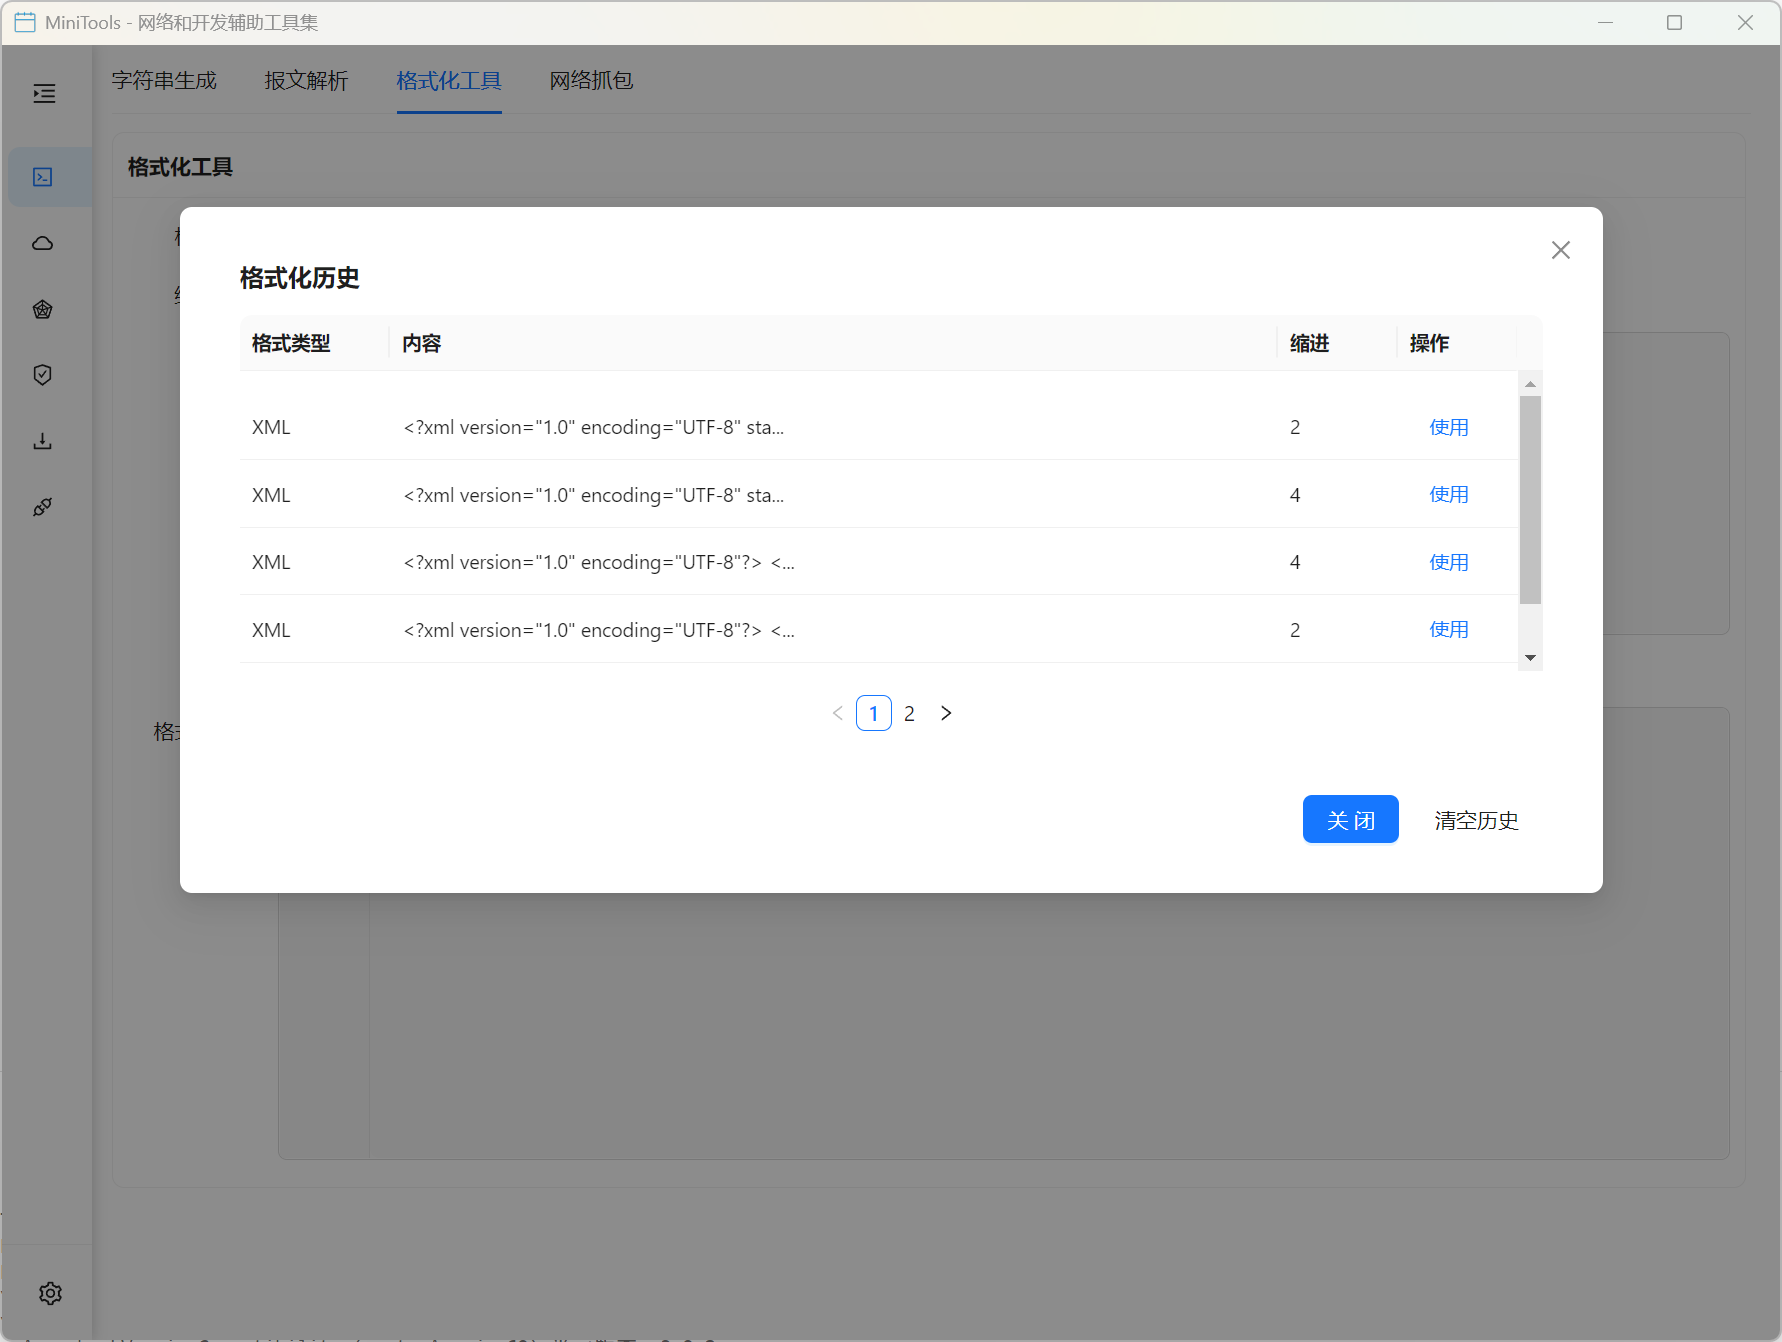 MiniTools - 网络和开发辅助工具集
字符串生成 报文解析 格式化工具 网络抓包
格式化工具
格式化历史
格式类型 内容 缩进 操作
XML <?xml version="1.0" encoding="UTF-8" sta... 2 使用
XML <?xml version="1.0" encoding="UTF-8" sta... 4 使用
XML <?xml version="1.0" encoding="UTF-8"?> <... 4 使用
XML <?xml version="1.0" encoding="UTF-8"?> <... 2 使用
1 2
格
关闭 清空历史